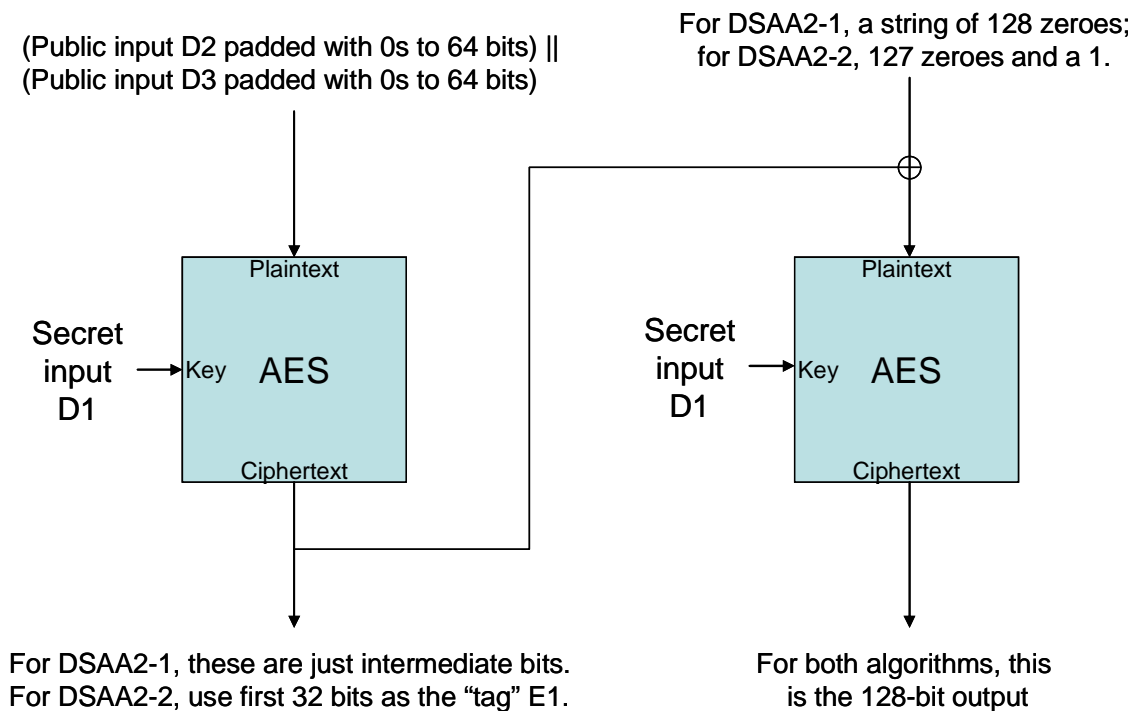 (Public input D2 padded with 0s to 64 bits) ||
(Public input D3 padded with 0s to 64 bits)
For DSAA2-1, a string of 128 zeroes;
for DSAA2-2, 127 zeroes and a 1.
Plaintext
Secret
input
D1
Key
AES
Ciphertext
Plaintext
Secret
input
D1
Key
AES
Ciphertext
For DSAA2-1, these are just intermediate bits.
For DSAA2-2, use first 32 bits as the “tag” E1.
For both algorithms, this
is the 128-bit output